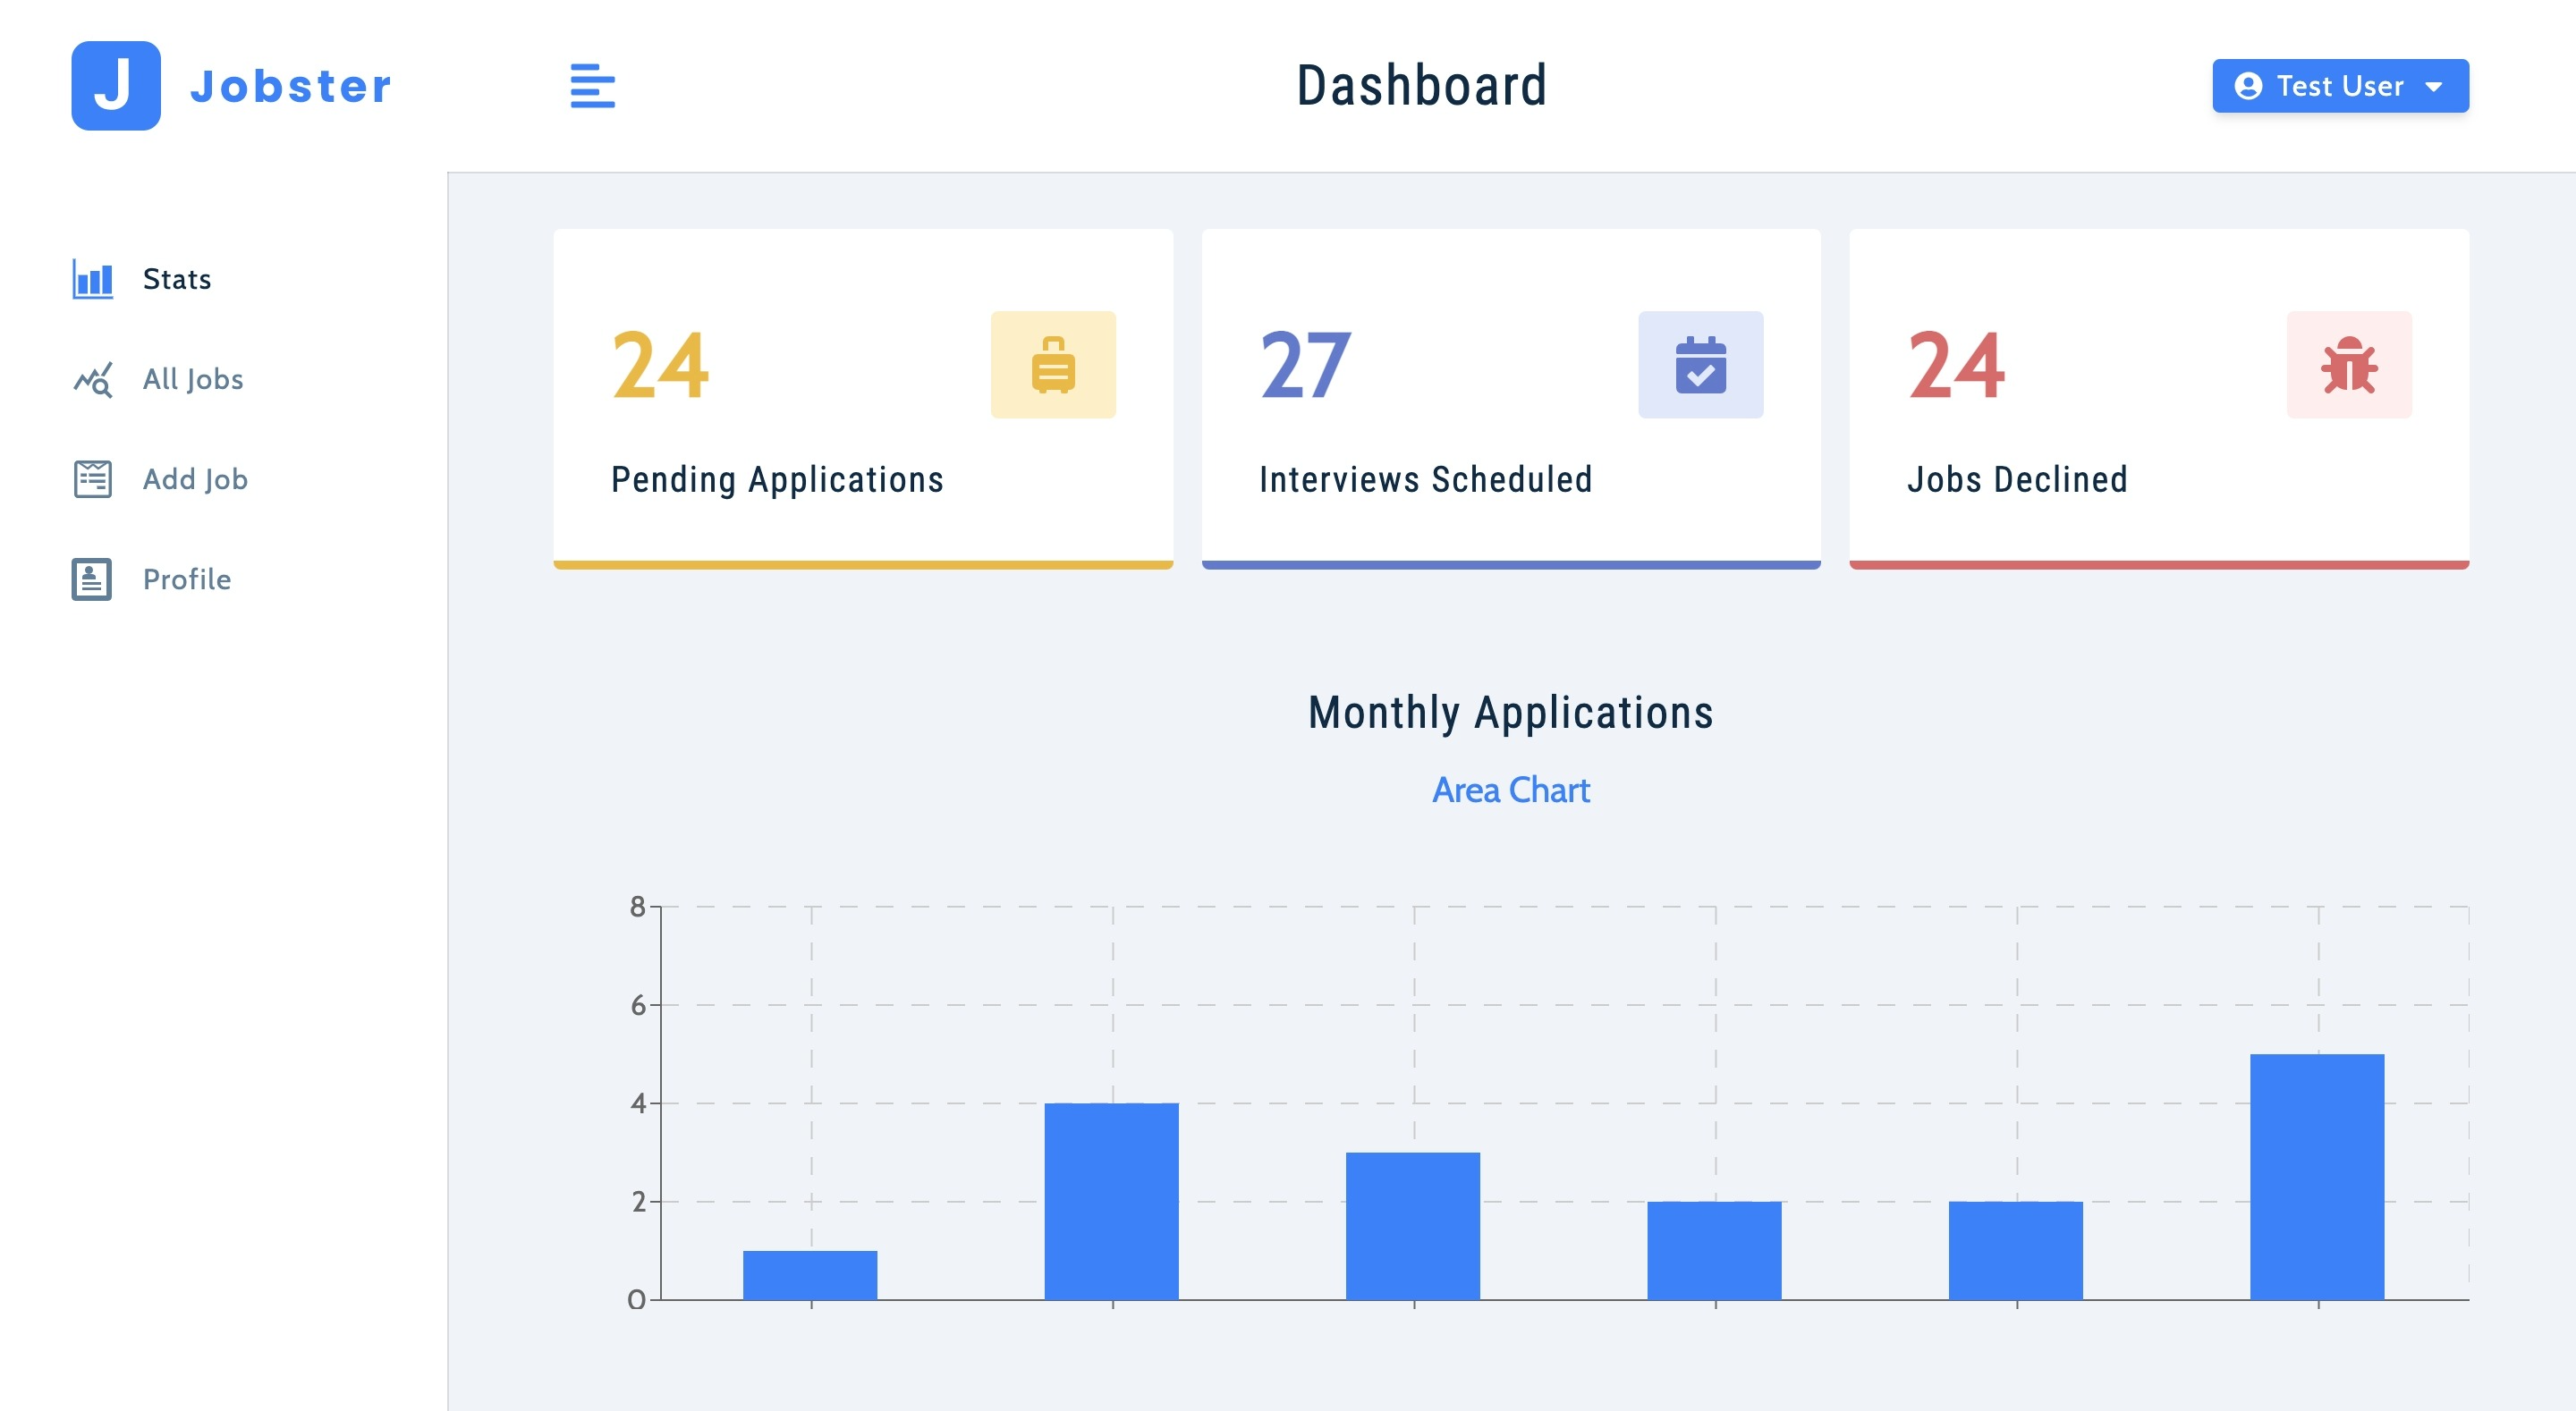 J Jobster
Dashboard
Test User
Stats
All Jobs
Add Job
Profile
24
Pending Applications
27
Interviews Scheduled
24
Jobs Declined
Monthly Applications
Area Chart
8
6
4
2
0